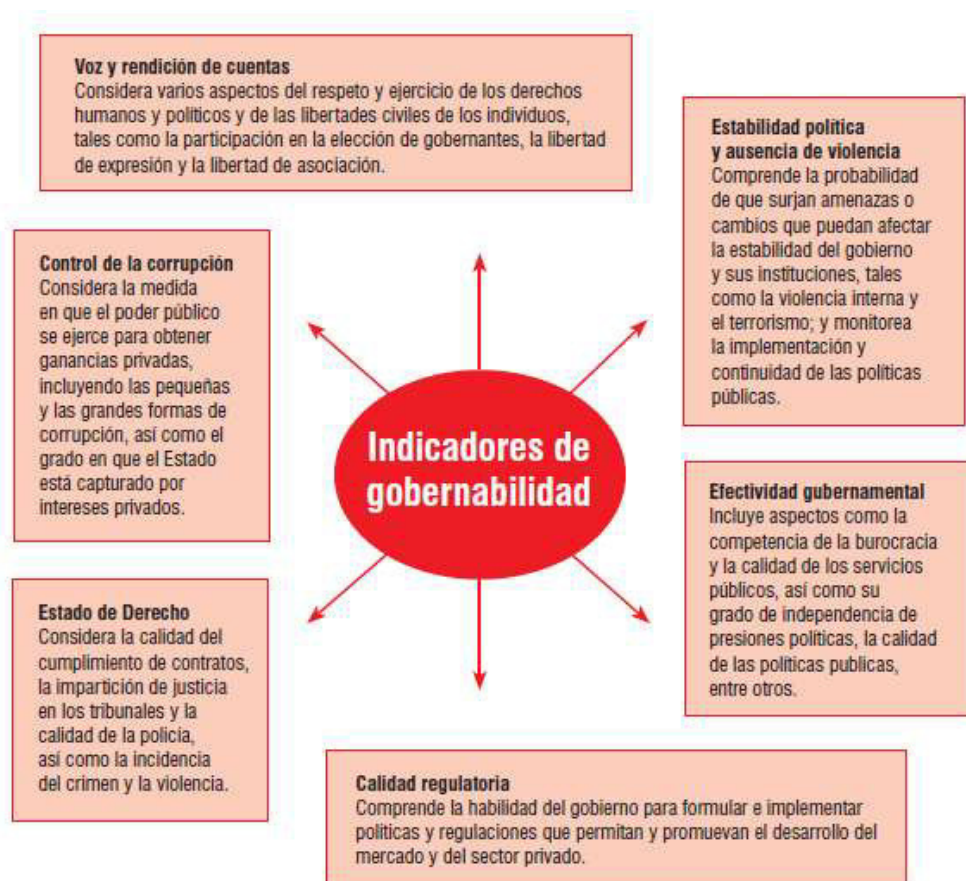 Voz y rendición de cuentas
Considera varios aspectos del respeto y ejercicio de los derechos
humanos y políticos y de las libertades civiles de los individuos,
tales como la participación en la elección de gobernantes, la libertad
de expresión y la libertad de asociación.
Estabilidad política
y ausencia de violencia
Comprende la probabilidad
de que surjan amenazas o
cambios que puedan afectar
la estabilidad del gobierno
y sus instituciones, tales
como la violencia interna y
el terrorismo; y monitorea
la implementación y
continuidad de las políticas
públicas.
Control de la corrupción
Considera la medida
en que el poder público
se ejerce para obtener
ganancias privadas,
incluyendo las pequeñas
y las grandes formas de
corrupción, así como el
grado en que el Estado
está capturado por
intereses privados.
Indicadores de
gobernabilidad
Efectividad gubernamental
Incluye aspectos como la
competencia de la burocracia
y la calidad de los servicios
públicos, así como su
grado de independencia de
presiones políticas, la calidad
de las políticas publicas,
entre otros.
Estado de Derecho
Considera la calidad del
cumplimiento de contratos,
la impartición de justicia
en los tribunales y la
calidad de la policía,
así como la incidencia
del crimen y la violencia.
Calidad regulatoria
Comprende la habilidad del gobierno para formular e implementar
políticas y regulaciones que permitan y promuevan el desarrollo del
mercado y del sector privado.